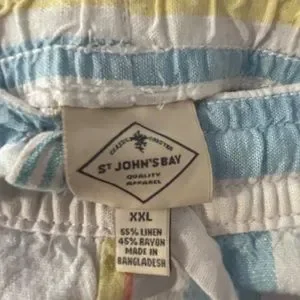 ST JOHN'S BAY
QUALITY
APPAREL
XXL
55% LINEN
45% RAYON
MADE IN
BANGLADESH